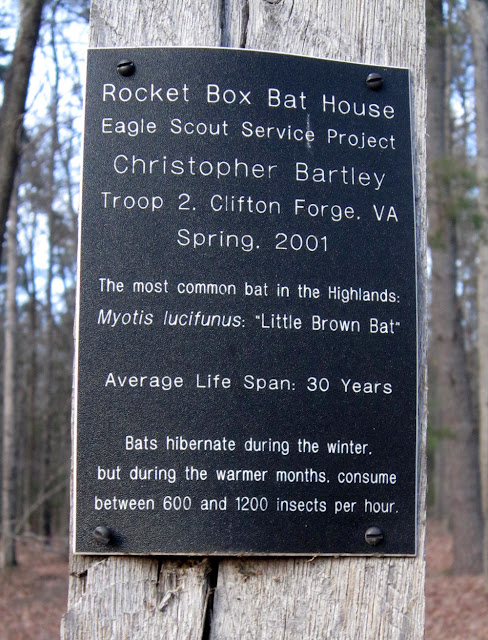 Rocket Box Bat House
Eagle Scout Service Project
Christopher Bartley
Troop 2. Clifton Forge. VA
Spring. 2001
The most common bat in the Highlands:
Myotis lucifunus: "Little Brown Bat"
Average Life Span: 30 Years
Bats hibernate during the winter.
but during the warmer months. consume
between 600 and 1200 insects per hour.